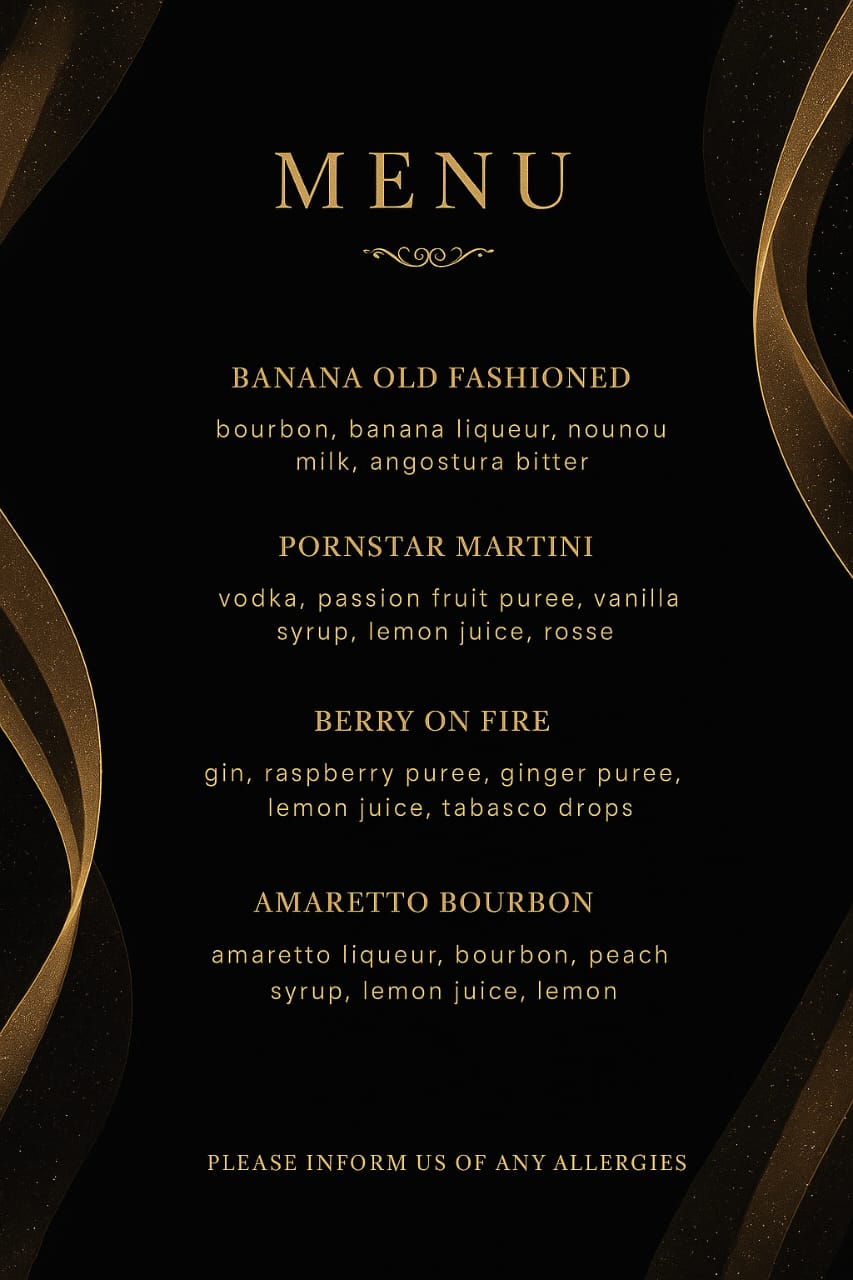 MENU
BANANA OLD FASHIONED
bourbon, banana liqueur, nounou
milk, angostura bitter
PORNSTAR MARTINI
vodka, passion fruit puree, vanilla
syrup, lemon juice, rosse
BERRY ON FIRE
gin, raspberry puree, ginger puree,
lemon juice, tabasco drops
AMARETTO BOURBON
amaretto liqueur, bourbon, peach
syrup, lemon juice, lemon
PLEASE INFORM US OF ANY ALLERGIES